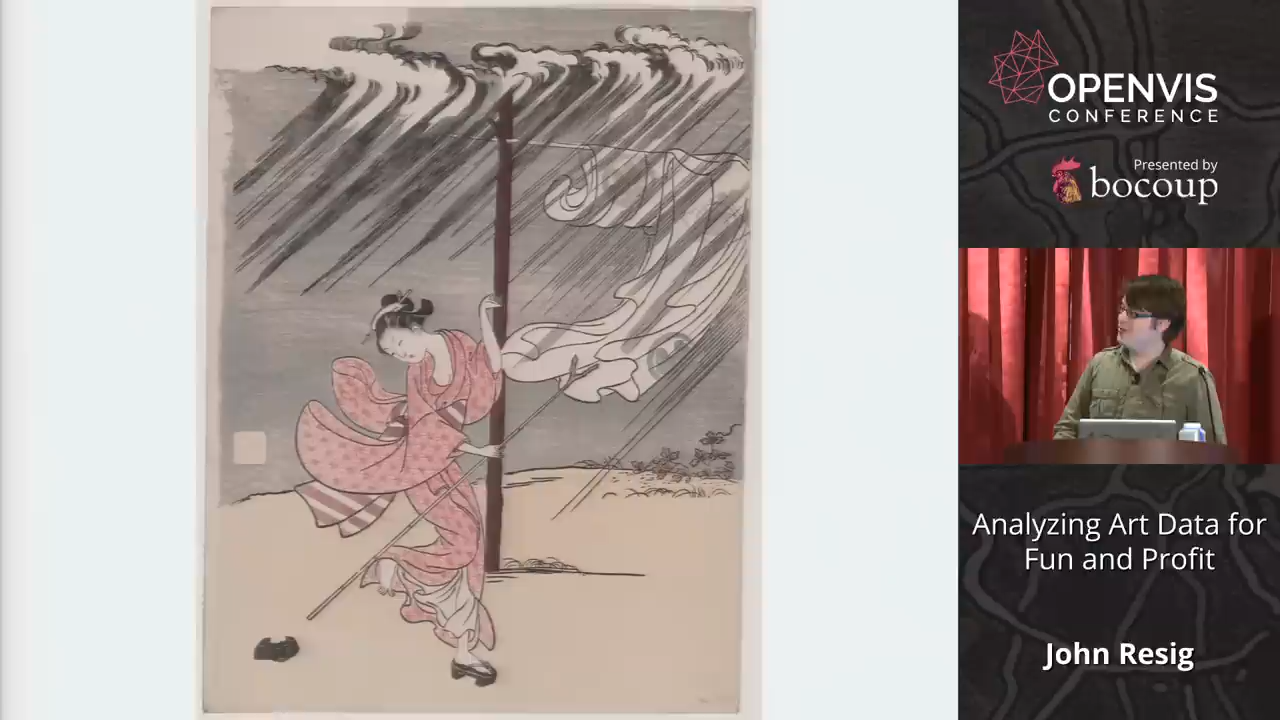 OPENVIS
CONFERENCE
Presented by
bocoup
Analyzing Art Data for
Fun and Profit
John Resig